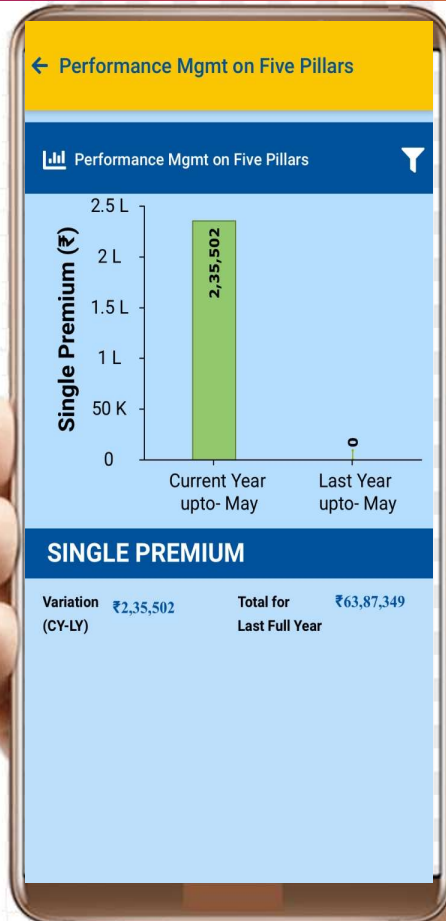 ← Performance Mgmt on Five Pillars
Performance Mgmt on Five Pillars
Single Premium (₹)
2.5 L
2 L
1.5 L
1 L
50 K
0
2,35,502
0
Current Year
upto- May
Last Year
upto- May
SINGLE PREMIUM
Variation
(CY-LY)
₹2,35,502
Total for
Last Full Year
₹63,87,349